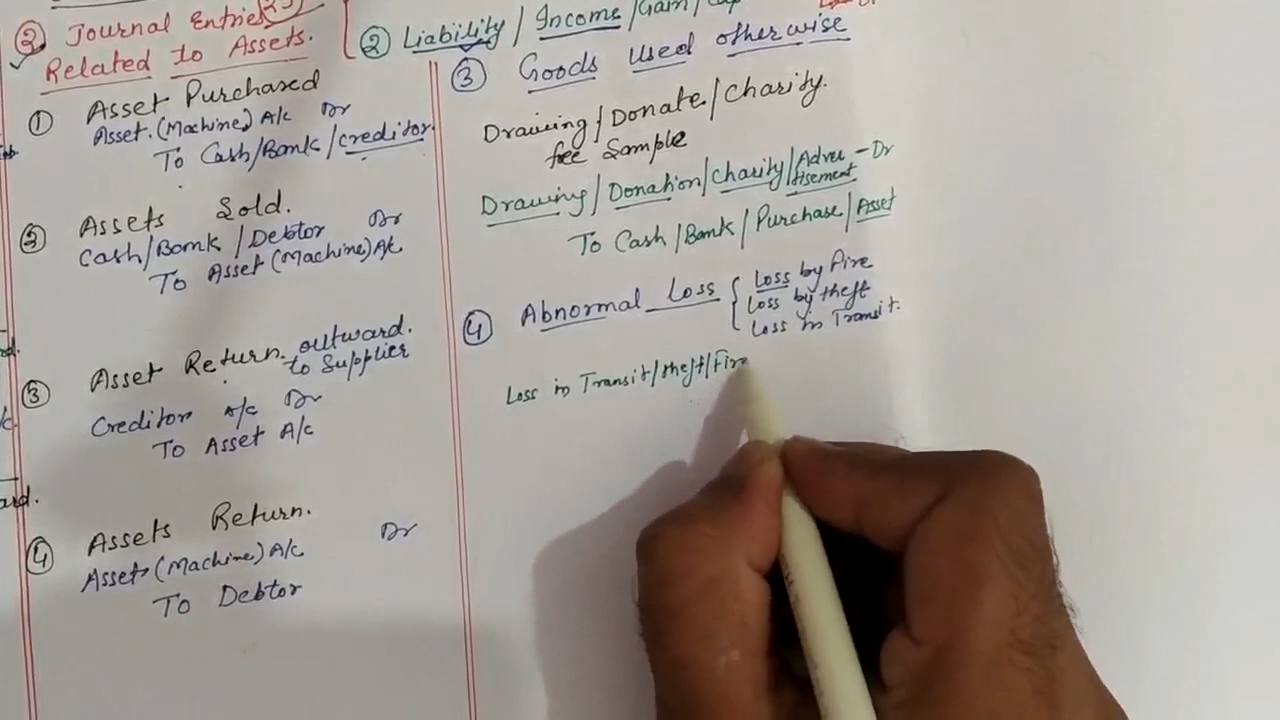 ② Journal Entries
Related to Assets.
① Asset Purchased
Asset. (Machine) A/c Dr
To Cash/Bank/creditor.
② Assets Sold.
Cash/Bank/Debtor Dr
To Asset (Machine) A/c
③ Asset Return outward.
to Supplier
Creditor A/c Dr
To Asset A/c
④ Assets Return.
Assets (Machine) A/c Dr
To Debtor
② Liability / Income / Gain /
③ Goods used otherwise
Drawing / Donate / Charity.
fee Sample
Drawing / Donation / Charity / Adver - Dr
tisement
To Cash / Bank / Purchase / Asset
④ Abnormal Loss
Loss by Fire
Loss by theft
Loss in Transit.
Loss in Transit/theft/Fire